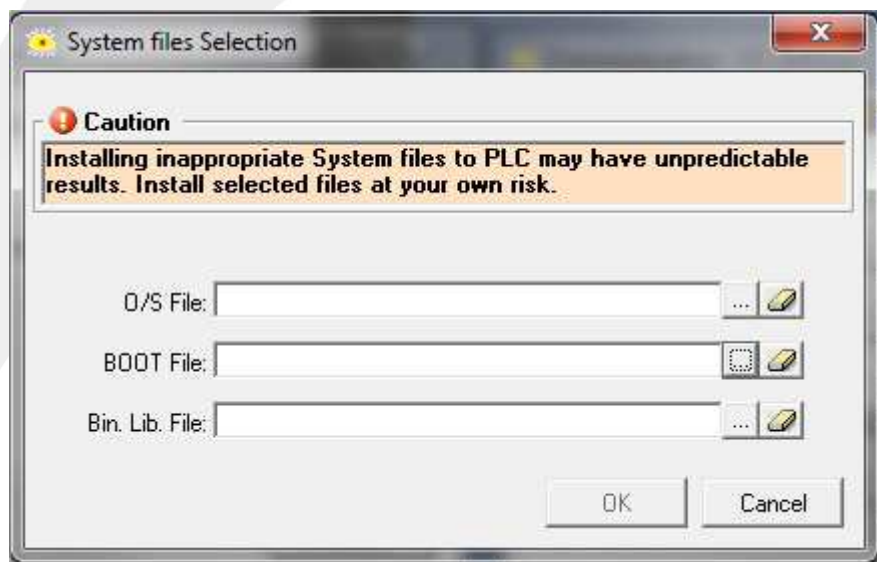 System files Selection
Caution
Installing inappropriate System files to PLC may have unpredictable
results. Install selected files at your own risk.
O/S File:
...
BOOT File:
...
Bin. Lib. File:
...
OK
Cancel